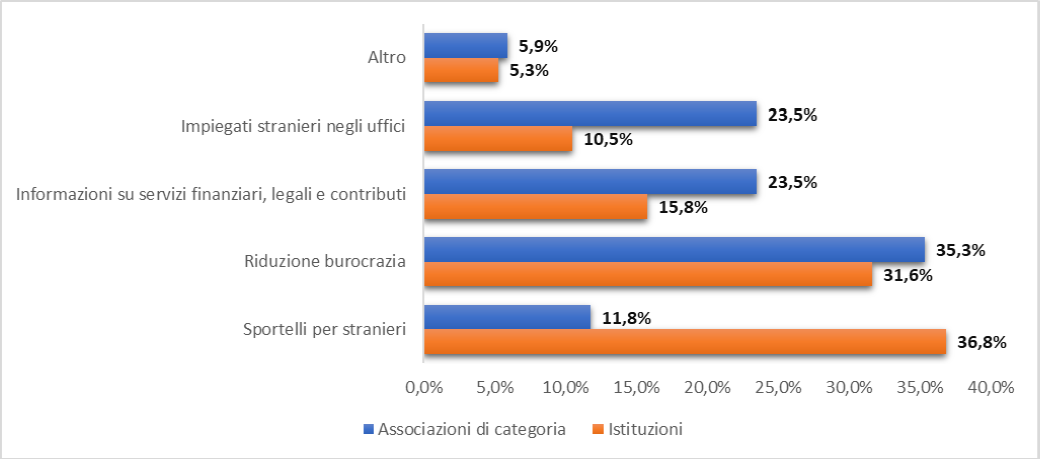 Altro
5,9%
5,3%
Impiegati stranieri negli uffici
23,5%
10,5%
Informazioni su servizi finanziari, legali e contributi
23,5%
15,8%
Riduzione burocrazia
35,3%
31,6%
Sportelli per stranieri
11,8%
36,8%
0,0% 5,0% 10,0% 15,0% 20,0% 25,0% 30,0% 35,0% 40,0%
Associazioni di categoria Istituzioni